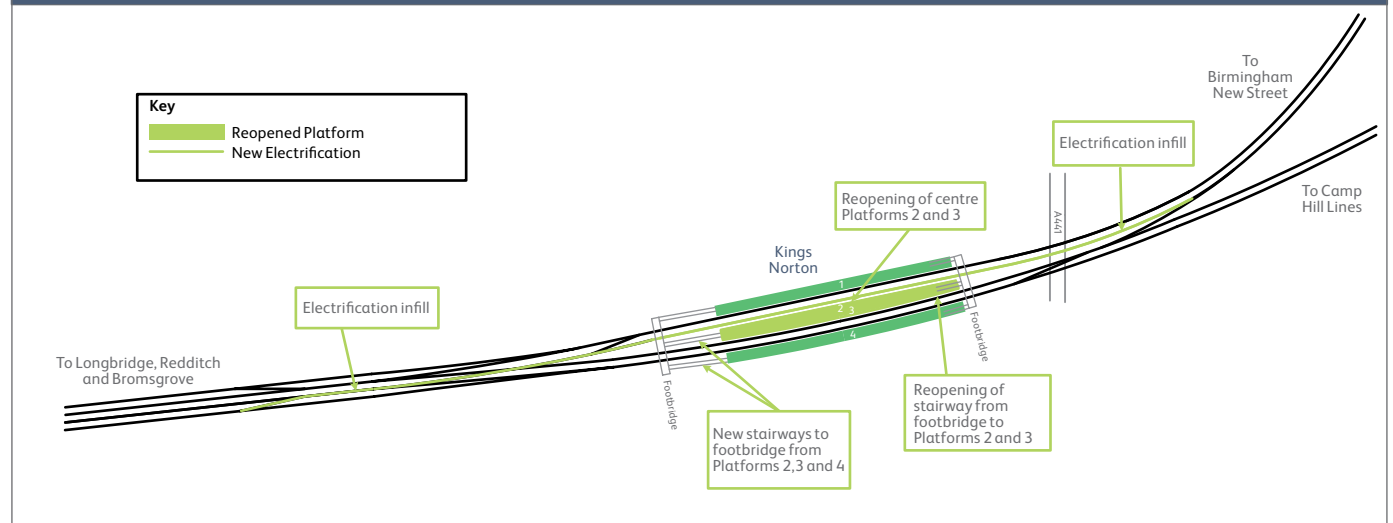 To
Birmingham
New Street
Key
Reopened Platform
New Electrification
Electrification infill
To Camp
Hill Lines
Reopening of centre
Platforms 2 and 3
A441
Kings
Norton
1
2
3
4
Footbridge
Electrification infill
To Longbridge, Redditch
and Bromsgrove
Footbridge
New stairways to
footbridge from
Platforms 2,3 and 4
Reopening of
stairway from
footbridge to
Platforms 2 and 3